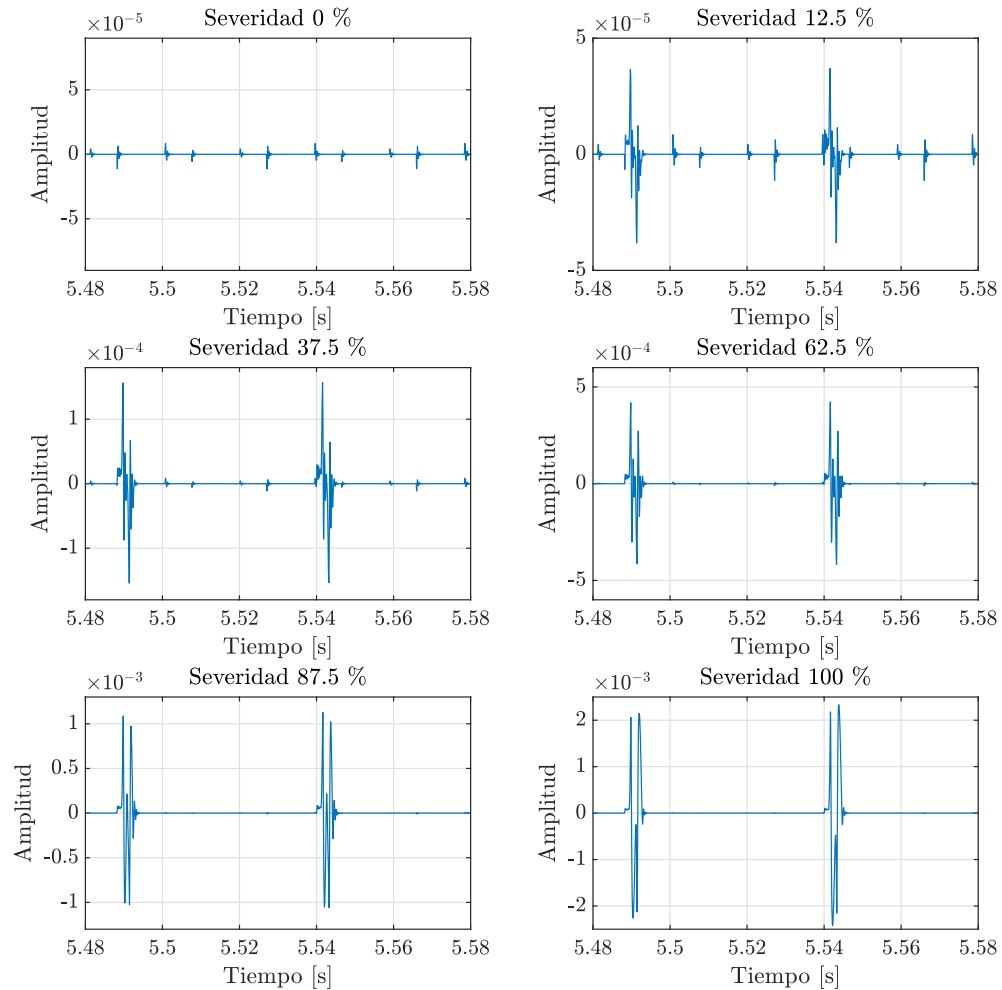 ×10⁻⁵ Severidad 0 %
5
0
-5
Amplitud
5.48 5.5 5.52 5.54 5.56 5.58
Tiempo [s]
×10⁻⁵ Severidad 12.5 %
5
0
-5
Amplitud
5.48 5.5 5.52 5.54 5.56 5.58
Tiempo [s]
×10⁻⁴ Severidad 37.5 %
1
0
-1
Amplitud
5.48 5.5 5.52 5.54 5.56 5.58
Tiempo [s]
×10⁻⁴ Severidad 62.5 %
5
0
-5
Amplitud
5.48 5.5 5.52 5.54 5.56 5.58
Tiempo [s]
×10⁻³ Severidad 87.5 %
1
0.5
0
-0.5
-1
Amplitud
5.48 5.5 5.52 5.54 5.56 5.58
Tiempo [s]
×10⁻³ Severidad 100 %
2
1
0
-1
-2
Amplitud
5.48 5.5 5.52 5.54 5.56 5.58
Tiempo [s]